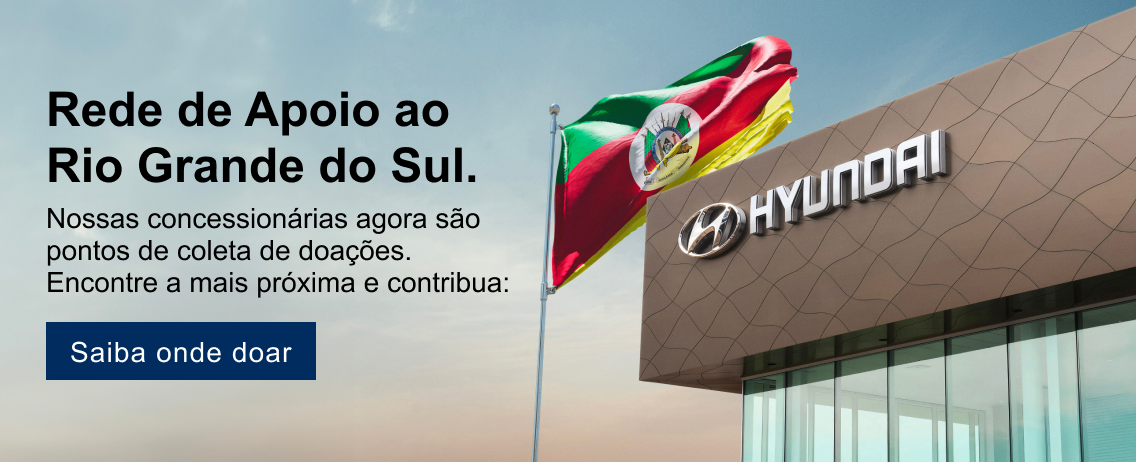 Rede de Apoio ao
Rio Grande do Sul.
Nossas concessionárias agora são
pontos de coleta de doações.
Encontre a mais próxima e contribua:
Saiba onde doar
HYUNDAI